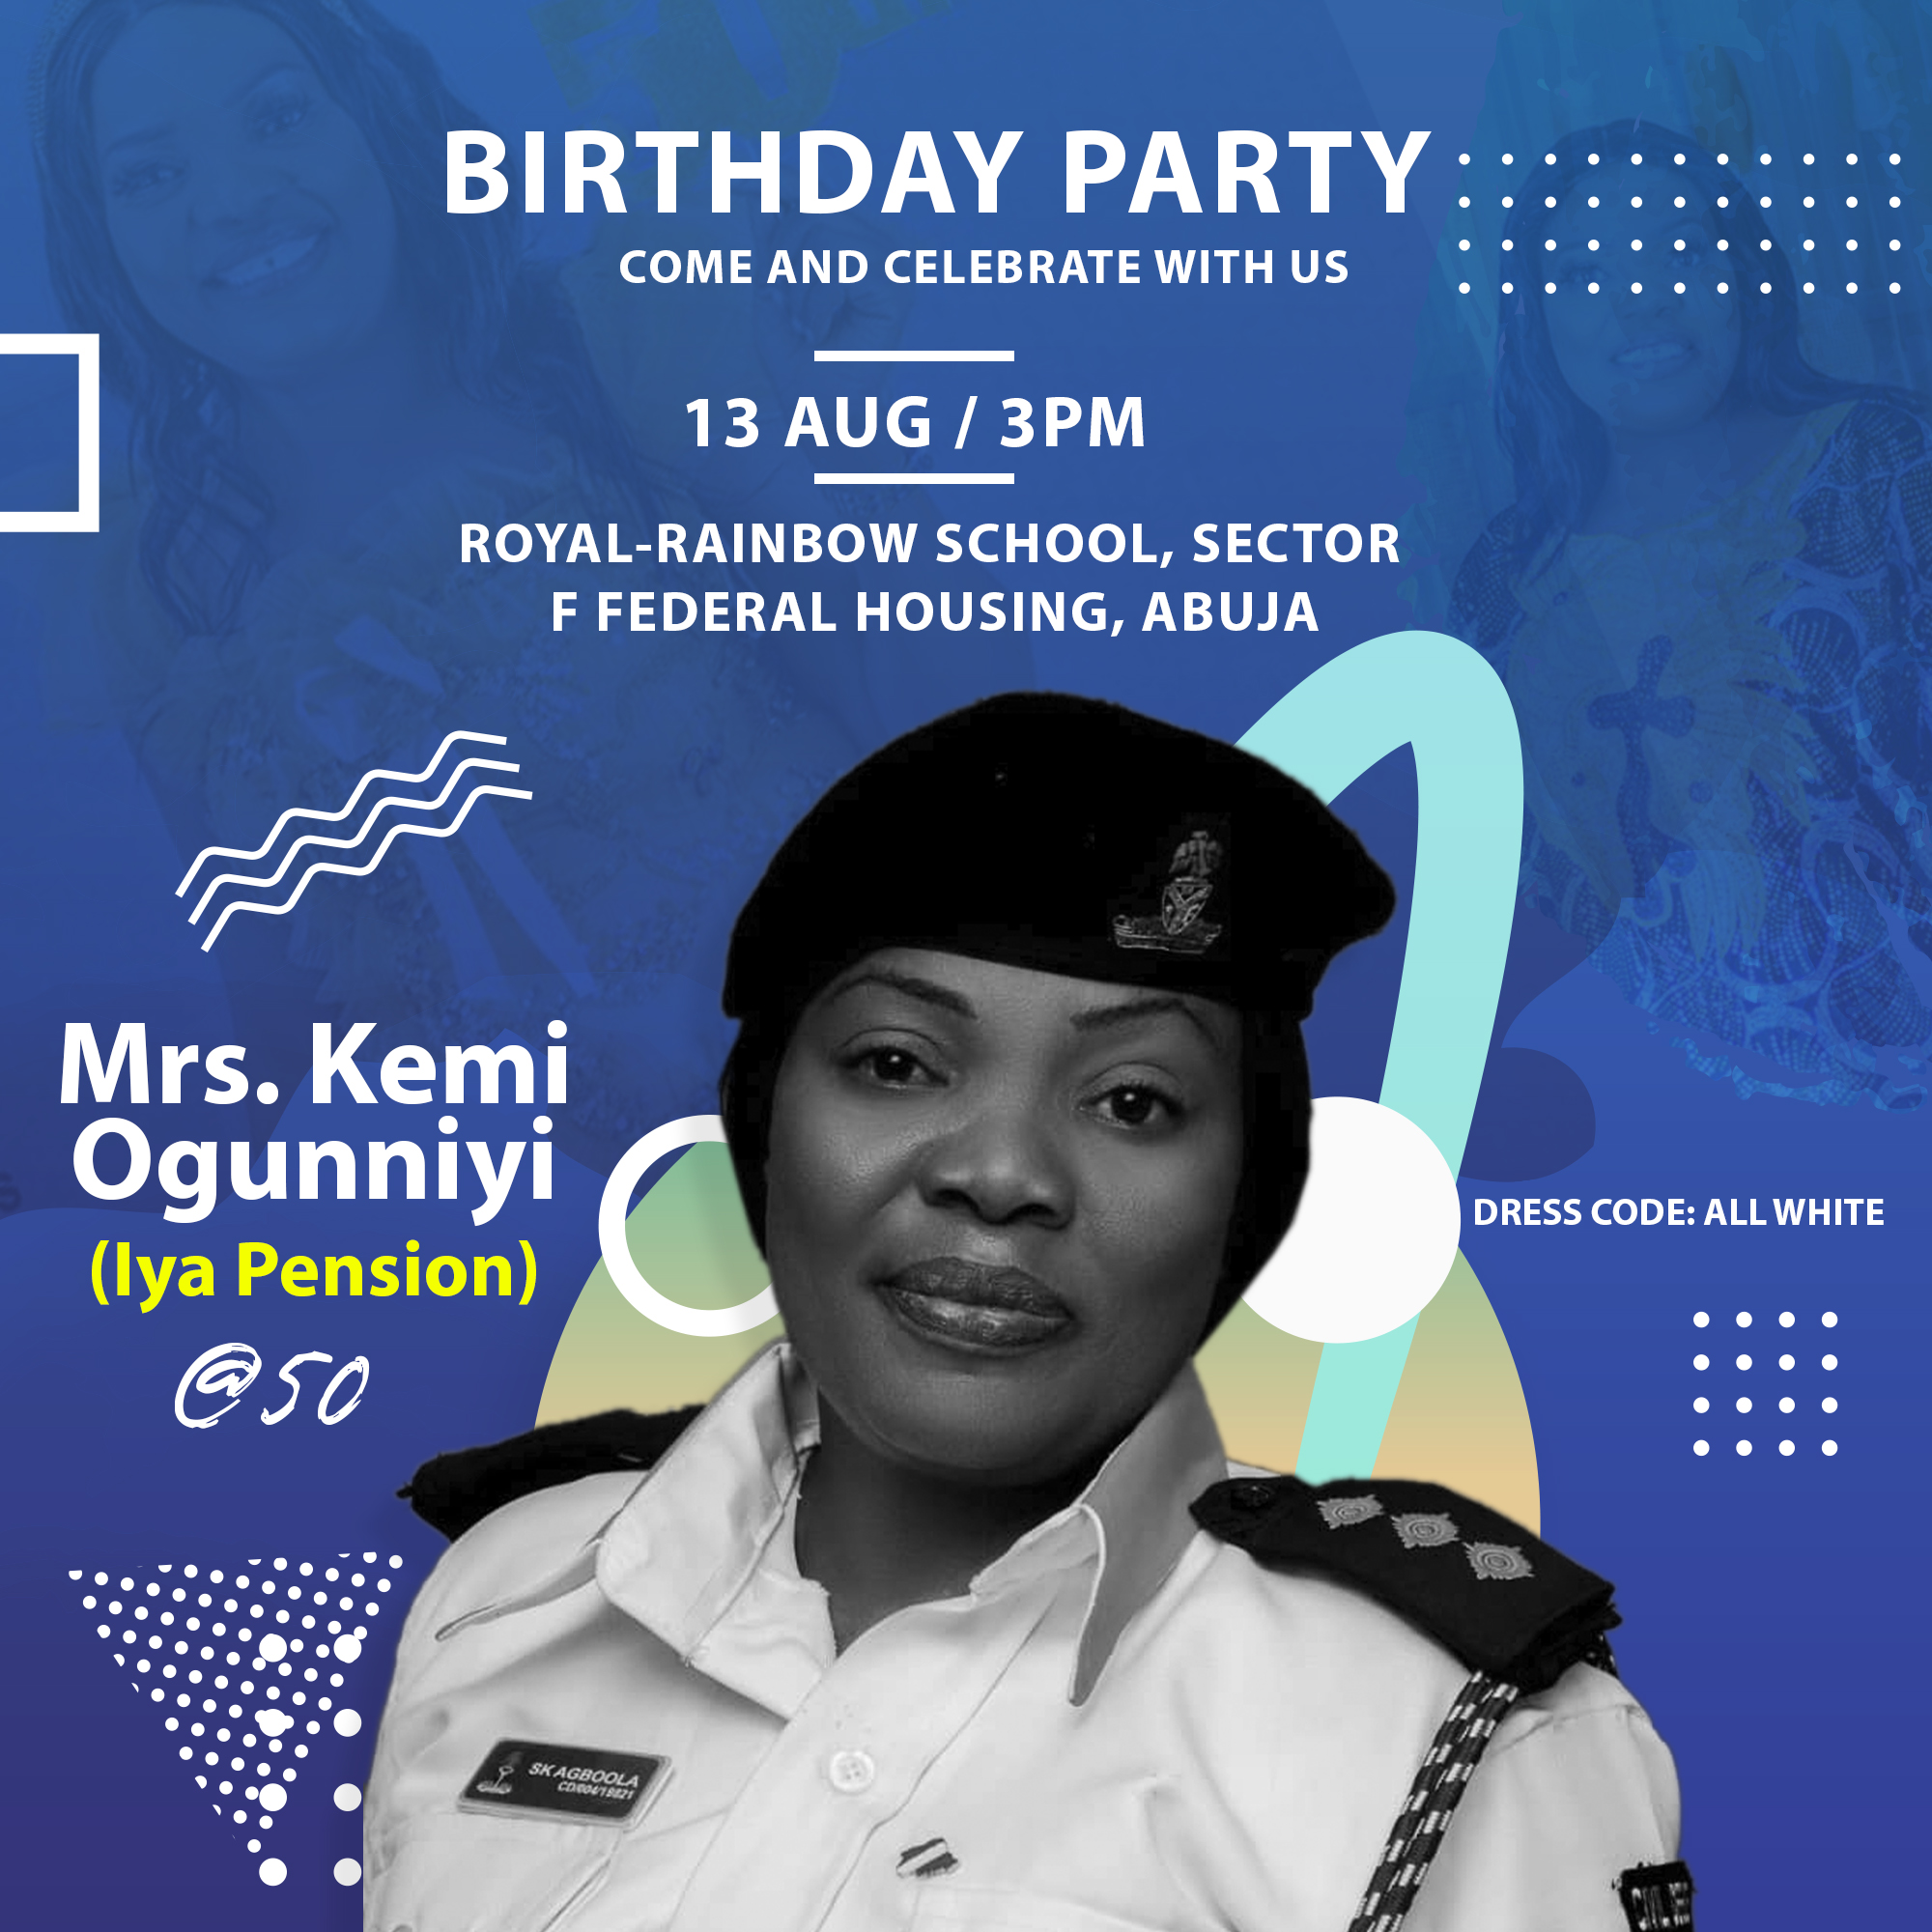 BIRTHDAY PARTY
COME AND CELEBRATE WITH US
13 AUG / 3PM
ROYAL-RAINBOW SCHOOL, SECTOR
F FEDERAL HOUSING, ABUJA
Mrs. Kemi
Ogunniyi
(Iya Pension)
@50
DRESS CODE: ALL WHITE
SK AGBOOLA
CIVIL